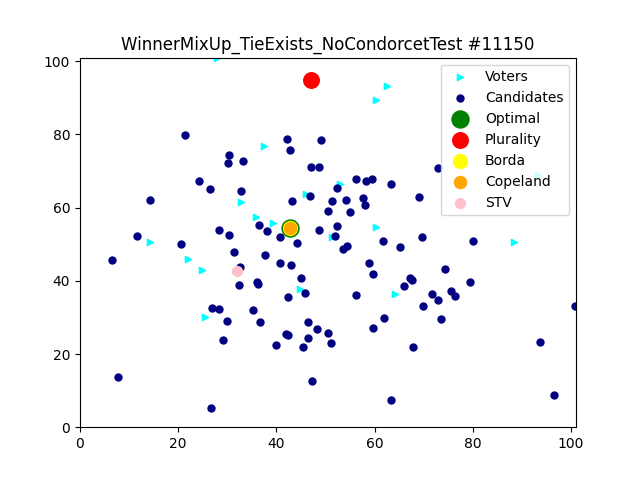 WinnerMixUp_TieExists_NoCondorcetTest #11150
100
80
60
40
20
0
0 20 40 60 80 100
Voters
Candidates
Optimal
Plurality
Borda
Copeland
STV